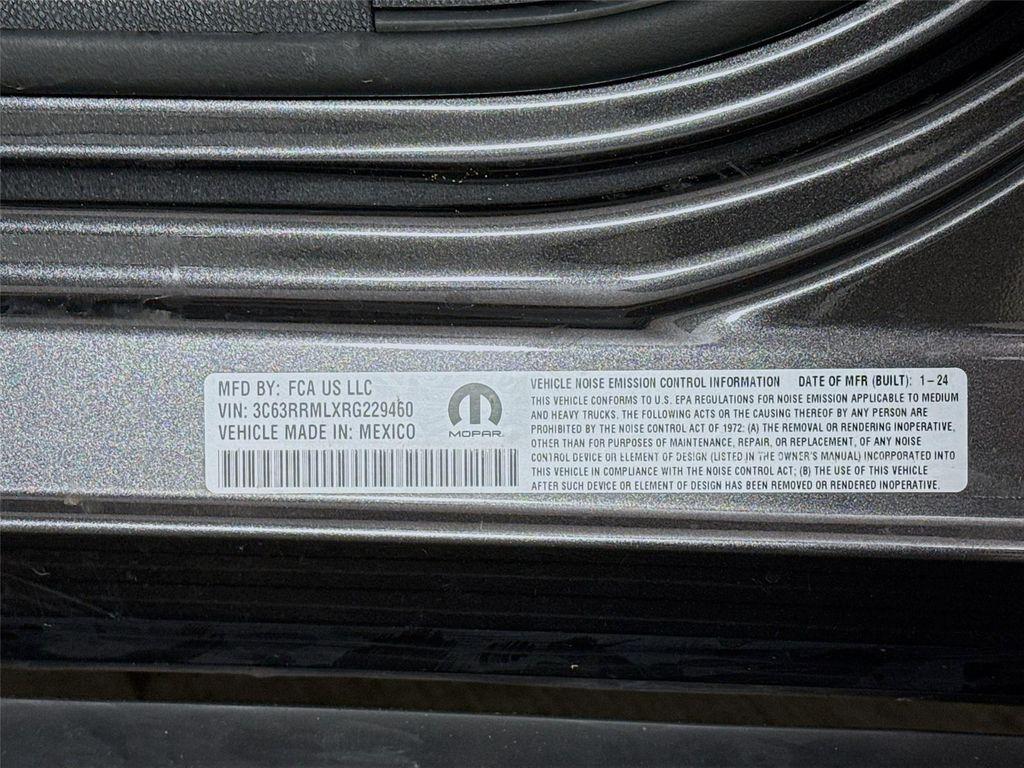 MFD BY: FCA US LLC
VIN: 3C63RRMLXRG229460
VEHICLE MADE IN: MEXICO
MOPAR
VEHICLE NOISE EMISSION CONTROL INFORMATION DATE OF MFR (BUILT): 1-24
THIS VEHICLE CONFORMS TO U.S. EPA REGULATIONS FOR NOISE EMISSION APPLICABLE TO MEDIUM
AND HEAVY TRUCKS. THE FOLLOWING ACTS OR THE CAUSING THEREOF BY ANY PERSON ARE
PROHIBITED BY THE NOISE CONTROL ACT OF 1972: (A) THE REMOVAL OR RENDERING INOPERATIVE,
OTHER THAN FOR PURPOSES OF MAINTENANCE, REPAIR, OR REPLACEMENT, OF ANY NOISE
CONTROL DEVICE OR ELEMENT OF DESIGN (LISTED IN THE OWNER'S MANUAL) INCORPORATED INTO
THIS VEHICLE IN COMPLIANCE WITH THE NOISE CONTROL ACT; (B) THE USE OF THIS VEHICLE
AFTER SUCH DEVICE OR ELEMENT OF DESIGN HAS BEEN REMOVED OR RENDERED INOPERATIVE.